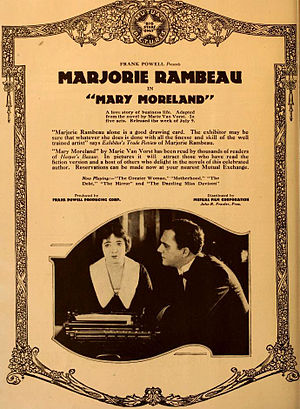 FRANK POWELL Presents
MARJORIE RAMBEAU
IN
"MARY MORELAND"
A love story of business life. Adapted
from the novel by Marie Van Vorst. In
five acts. Released the week of July 9.
"Marjorie Rambeau alone is a good drawing card. The exhibitor may be
sure that whatever she does is done with all the finesse and skill of the well
trained artist" says Exhibitor's Trade Review of Marjorie Rambeau.
"Mary Moreland" by Marie Van Vorst has been read by thousands of readers
of Harper's Bazaar. In pictures it will attract those who have read the
fiction version and a host of others who delight in the novels of this celebrated
author. Reservations can be made now at your nearest Mutual Exchange.
Now Playing—"The Greater Woman," "Motherhood," "The
Debt," "The Mirror" and "The Dazzling Miss Davison"
Produced by
FRANK POWELL PRODUCING CORP.
Distributed by
MUTUAL FILM CORPORATION
John R. Freuler, Pres.